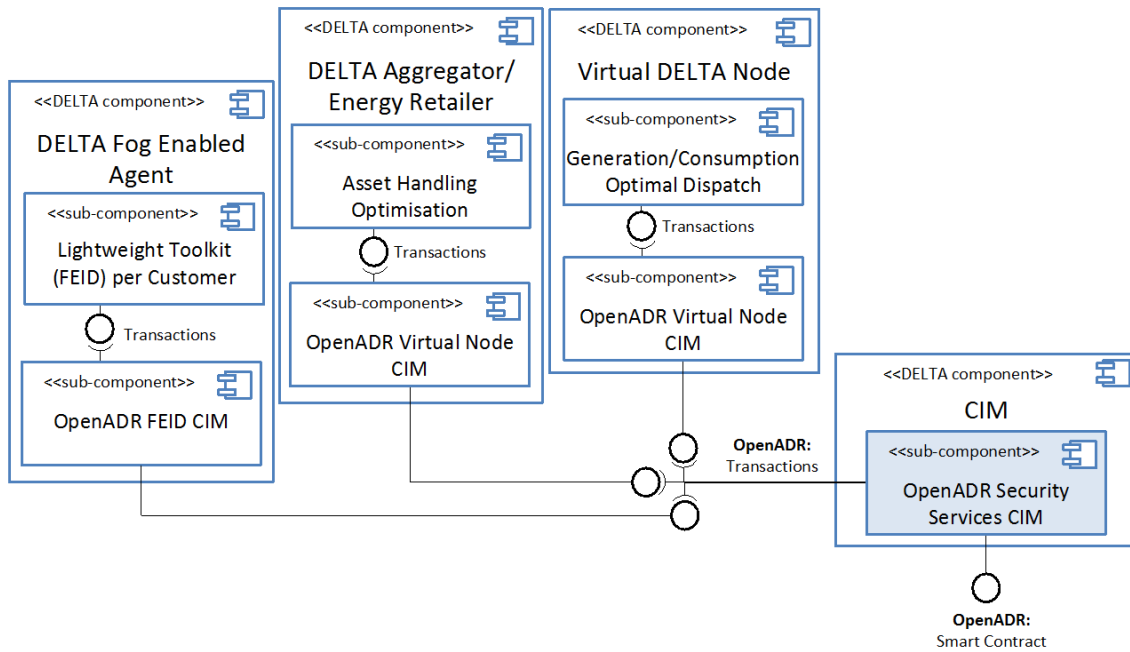 <<DELTA component>>
DELTA Fog Enabled
Agent
<<sub-component>>
Lightweight Toolkit
(FEID) per Customer
Transactions
<<sub-component>>
OpenADR FEID CIM
<<DELTA component>>
DELTA Aggregator/
Energy Retailer
<<sub-component>>
Asset Handling
Optimisation
Transactions
<<sub-component>>
OpenADR Virtual Node
CIM
<<DELTA component>>
Virtual DELTA Node
<<sub-component>>
Generation/Consumption
Optimal Dispatch
Transactions
<<sub-component>>
OpenADR Virtual Node
CIM
OpenADR:
Transactions
<<DELTA component>>
CIM
<<sub-component>>
OpenADR Security
Services CIM
OpenADR:
Smart Contract